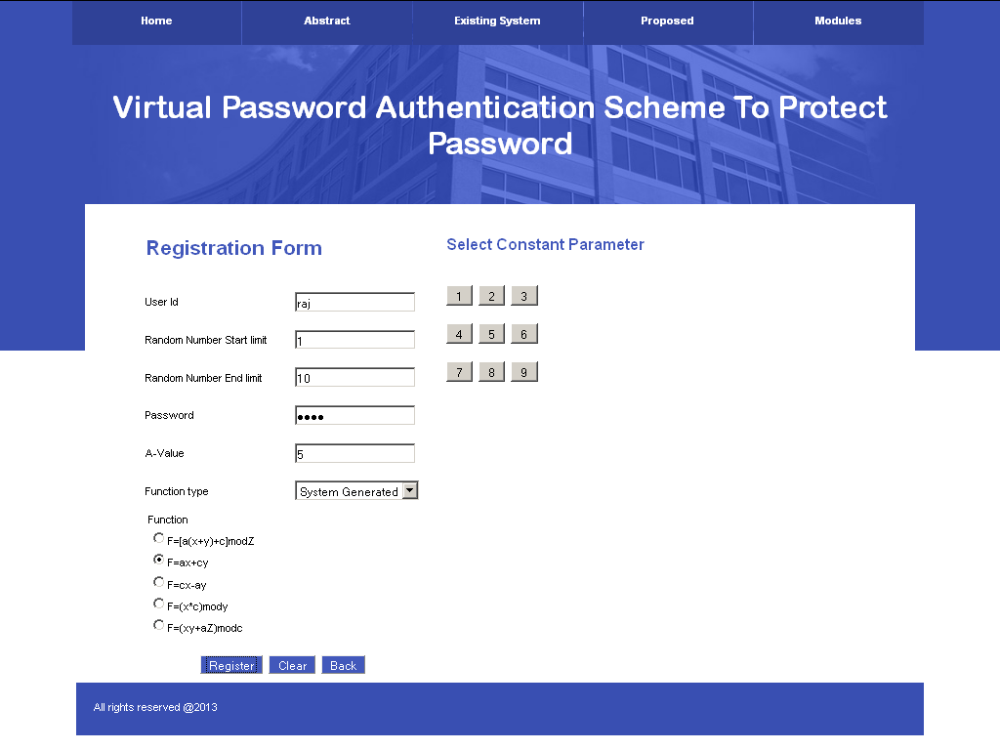 Home Abstract Existing System Proposed Modules
Virtual Password Authentication Scheme To Protect
Password
Registration Form
User Id raj
Random Number Start limit 1
Random Number End limit 10
Password ●●●●
A-Value 5
Function type System Generated
Function
F=[a(x+y)+c]modZ
F=ax+cy
F=cx-ay
F=(x*c)mody
F=(xy+aZ)modc
Register Clear Back
Select Constant Parameter
1 2 3
4 5 6
7 8 9
All rights reserved @2013